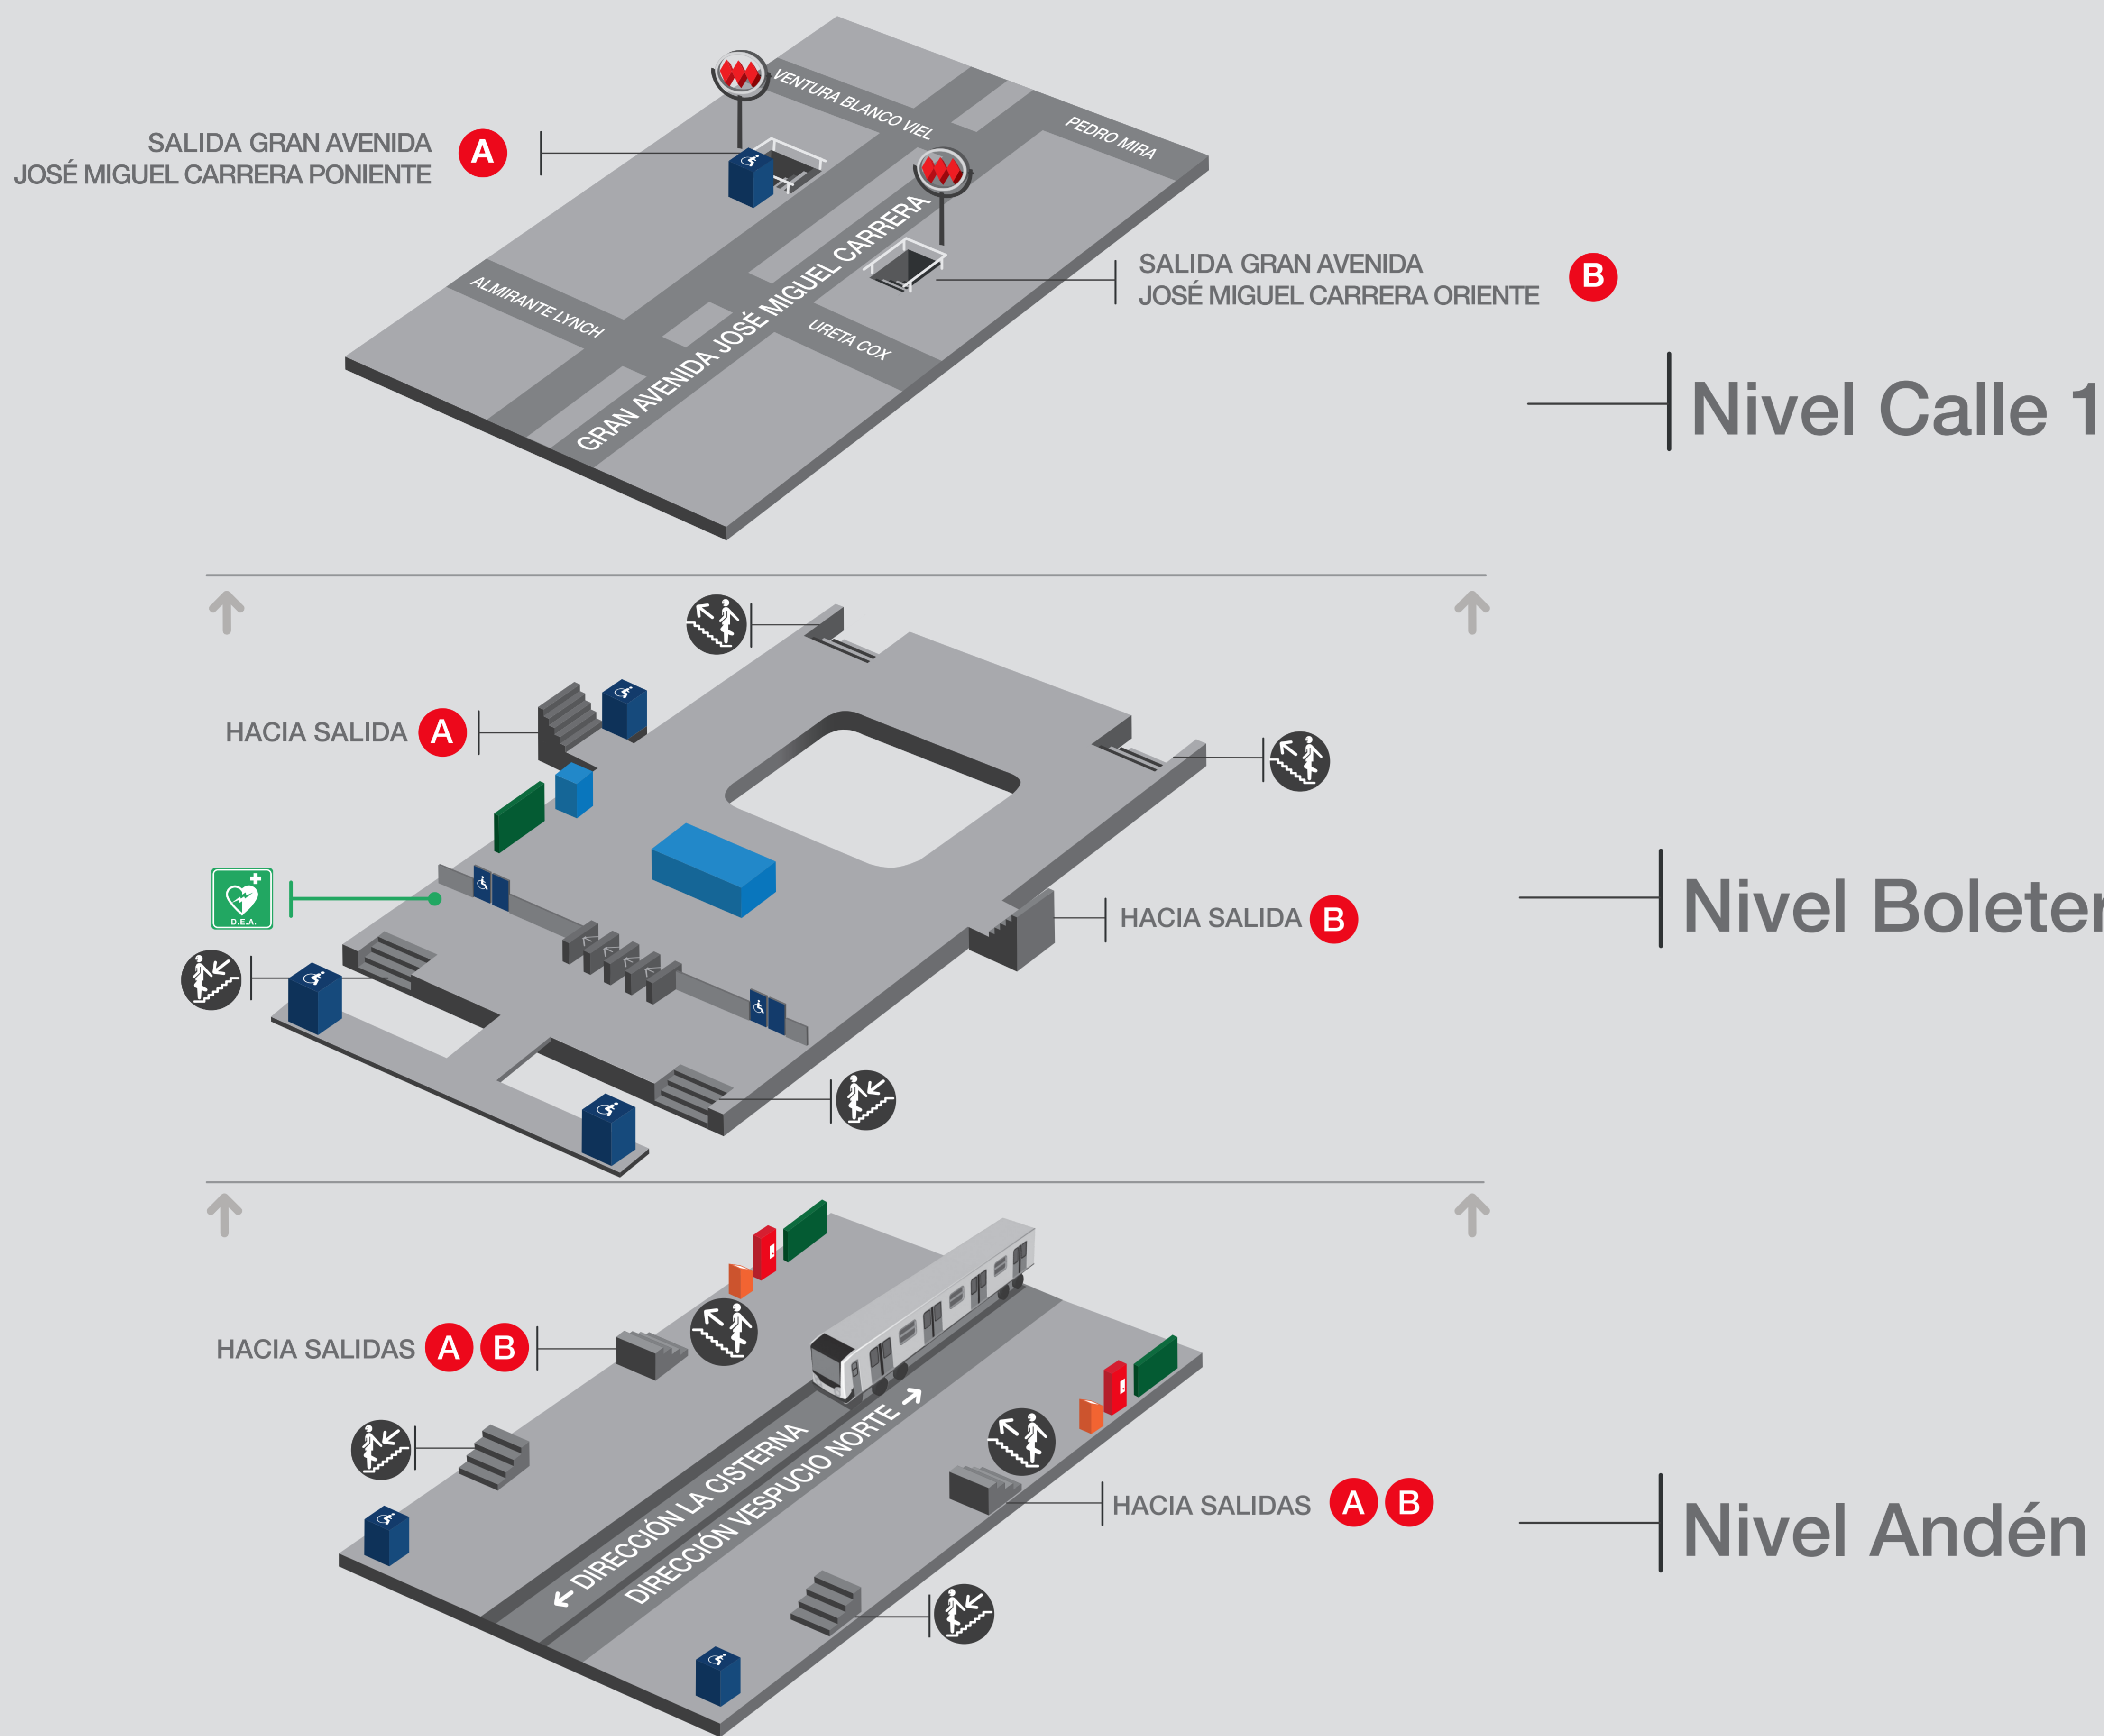 VENTURA BLANCO VIEL
PEDRO MIRA
SALIDA GRAN AVENIDA
JOSÉ MIGUEL CARRERA PONIENTE
A
SALIDA GRAN AVENIDA
JOSÉ MIGUEL CARRERA ORIENTE
B
ALMIRANTE LYNCH
GRAN AVENIDA JOSÉ MIGUEL CARRERA
URETA COX
Nivel Calle 1
HACIA SALIDA A
D.E.A.
HACIA SALIDA B
Nivel Boleter
HACIA SALIDAS A B
DIRECCIÓN LA CISTERNA
DIRECCIÓN VESPUCIO NORTE
HACIA SALIDAS A B
Nivel Andén